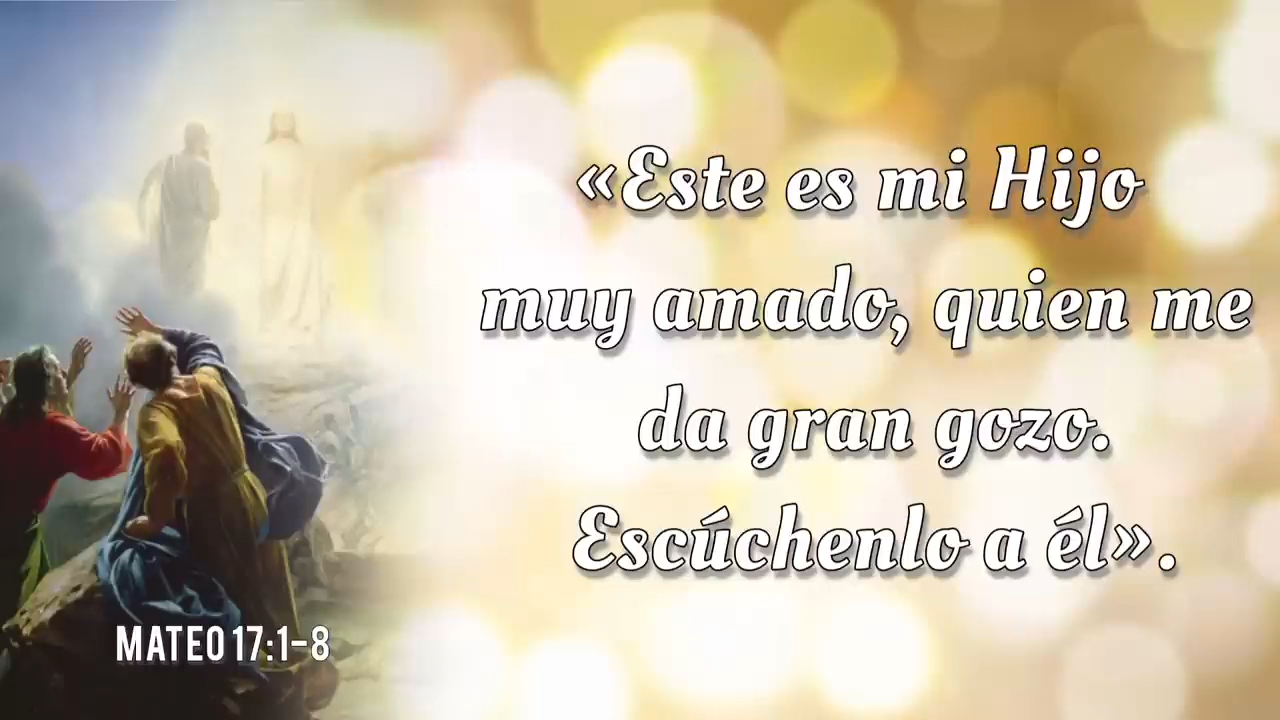 «Este es mi Hijo
muy amado, quien me
da gran gozo.
Escúchenlo a él».
MATEO 17:1-8